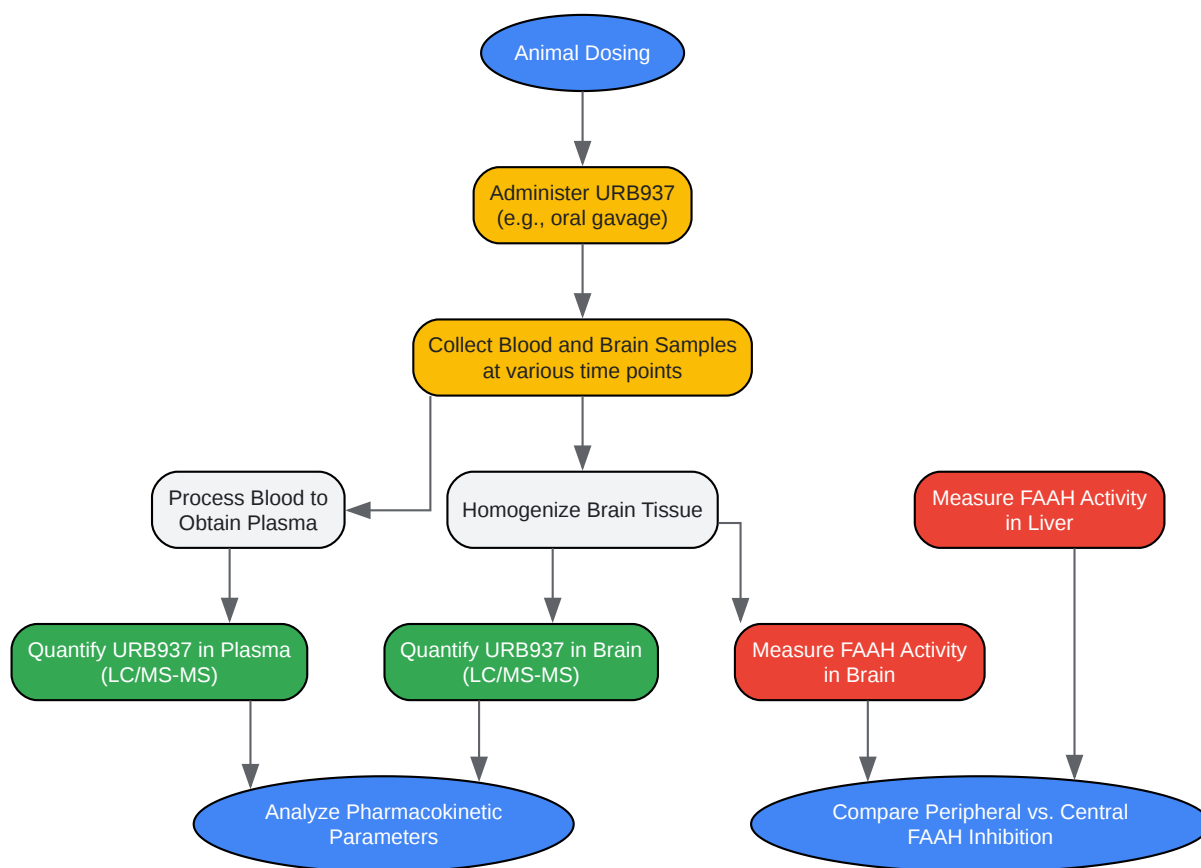 Animal Dosing
Administer URB937
(e.g., oral gavage)
Collect Blood and Brain Samples
at various time points
Process Blood to
Obtain Plasma
Homogenize Brain Tissue
Measure FAAH Activity
in Liver
Quantify URB937 in Plasma
(LC/MS-MS)
Quantify URB937 in Brain
(LC/MS-MS)
Measure FAAH Activity
in Brain
Analyze Pharmacokinetic
Parameters
Compare Peripheral vs. Central
FAAH Inhibition